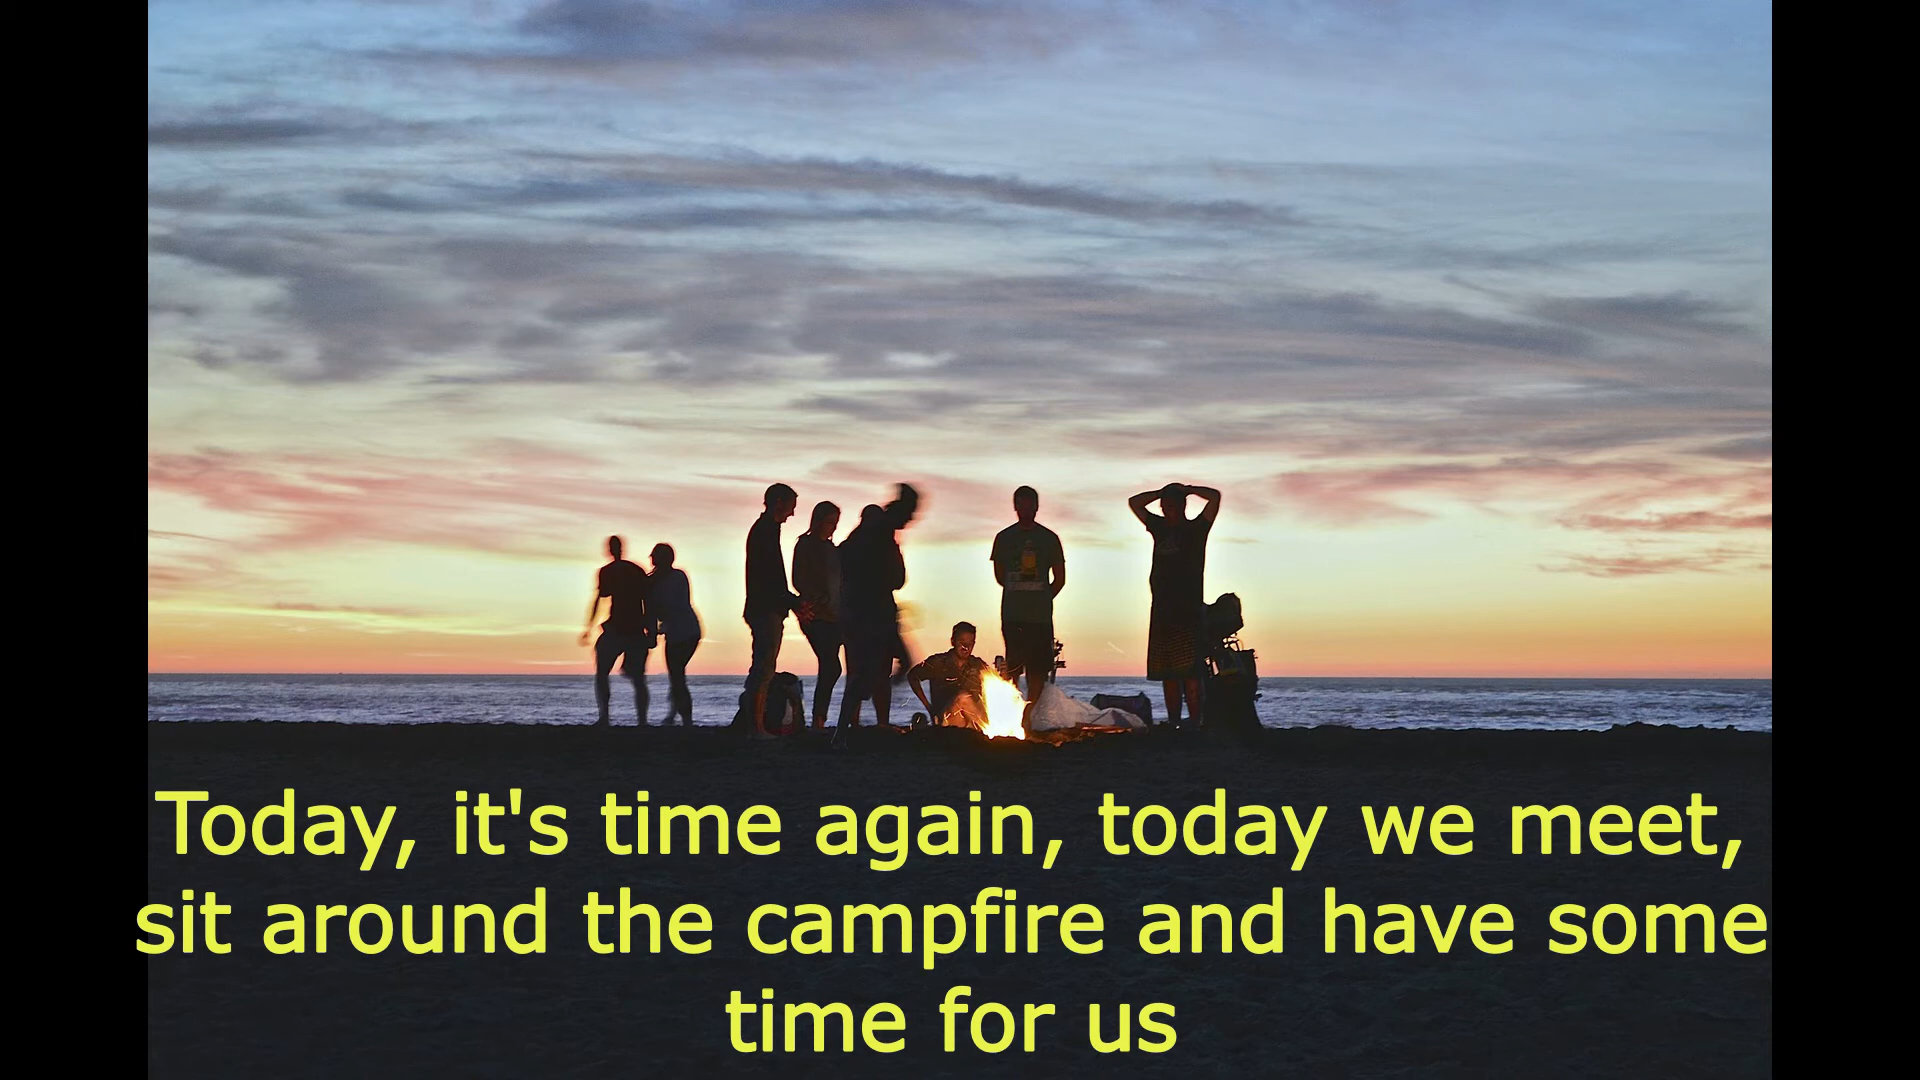 Today, it's time again, today we meet,
sit around the campfire and have some
time for us